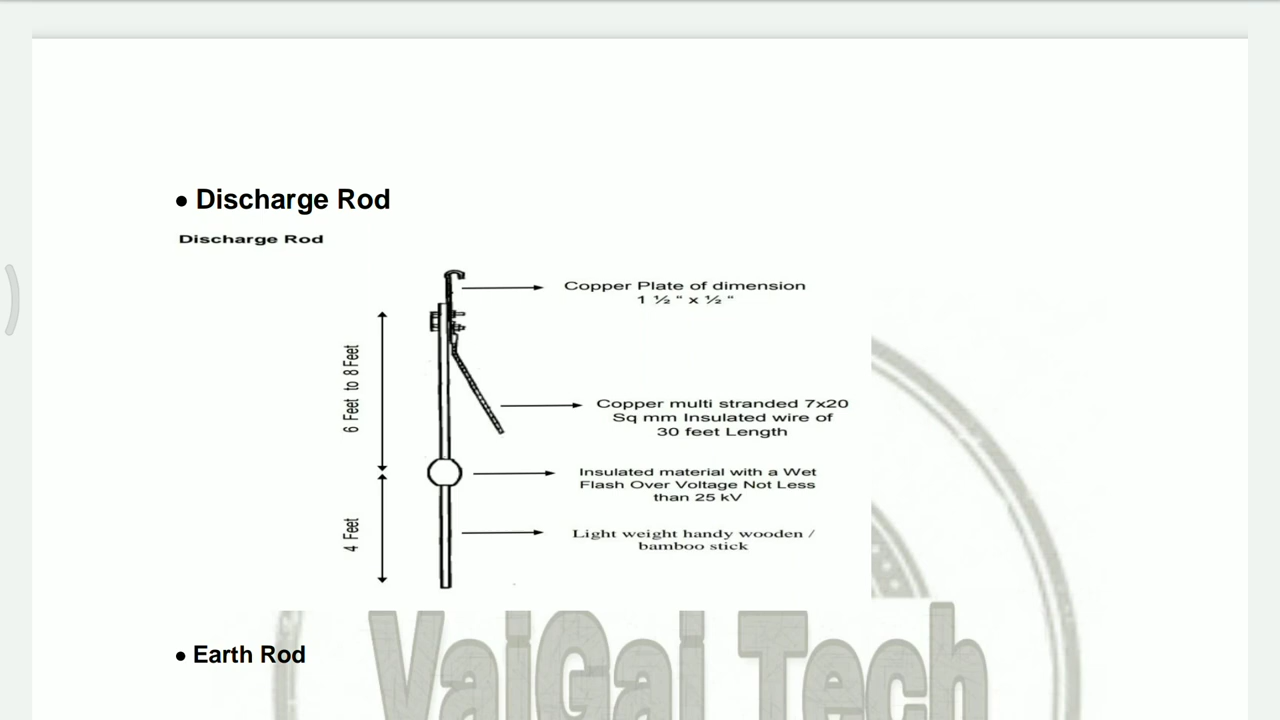 ● Discharge Rod
Discharge Rod
Copper Plate of dimension
1 ½ “ x ½ “
6 Feet to 8 Feet
Copper multi stranded 7x20
Sq mm Insulated wire of
30 feet Length
Insulated material with a Wet
Flash Over Voltage Not Less
than 25 kV
4 Feet
Light weight handy wooden /
bamboo stick
● Earth Rod
VaiGai Tech